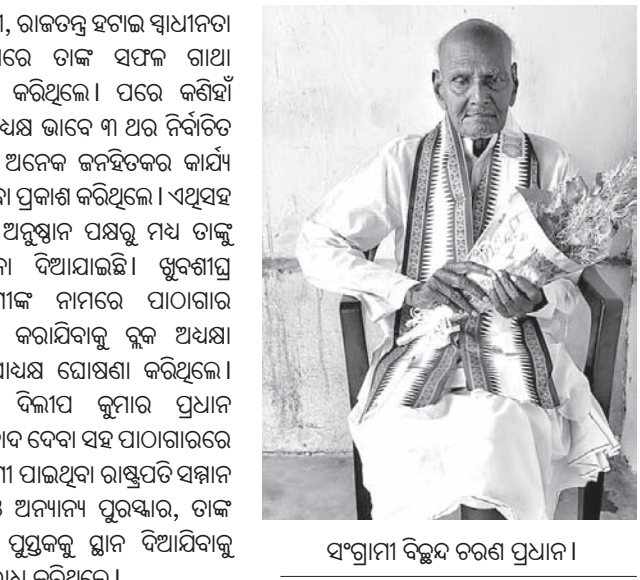 ରାଜତନ୍ତ୍ର ହଟାଇ ସ୍ୱାଧୀନତା
ତାଙ୍କ ସଫଳ ଗାଥା
କରିଥିଲେ। ପରେ କଣିହାଁ
ଭାବେ ୩ ଥର ନିର୍ବାଚିତ
ଅନେକ ଜନହିତକର କାର୍ଯ୍ୟ
ପ୍ରକାଶ କରିଥିଲେ। ଏଥିସହ
ଅନୁଷ୍ଠାନ ପକ୍ଷରୁ ମଧ୍ୟ ତାଙ୍କୁ
ଦିଆଯାଇଛି। ଖୁବଶୀଘ୍ର
ନାମରେ ପାଠାଗାର
କରାଯିବାକୁ ବ୍ଲକ ଅଧ୍ୟକ୍ଷା
ଘୋଷଣା କରିଥିଲେ।
ଦିଲୀପ କୁମାର ପ୍ରଧାନ
ଦେବା ସହ ପାଠାଗାରରେ
ପାଇଥିବା ରାଷ୍ଟ୍ରପତି ସମ୍ମାନ
ଅନ୍ୟାନ୍ୟ ପୁରସ୍କାର, ତାଙ୍କ
ପୁସ୍ତକକୁ ସ୍ଥାନ ଦିଆଯିବାକୁ
କରିଥିଲେ।
ସଂଗ୍ରାମୀ ବିଚ୍ଛନ୍ଦ ଚରଣ ପ୍ରଧାନ।